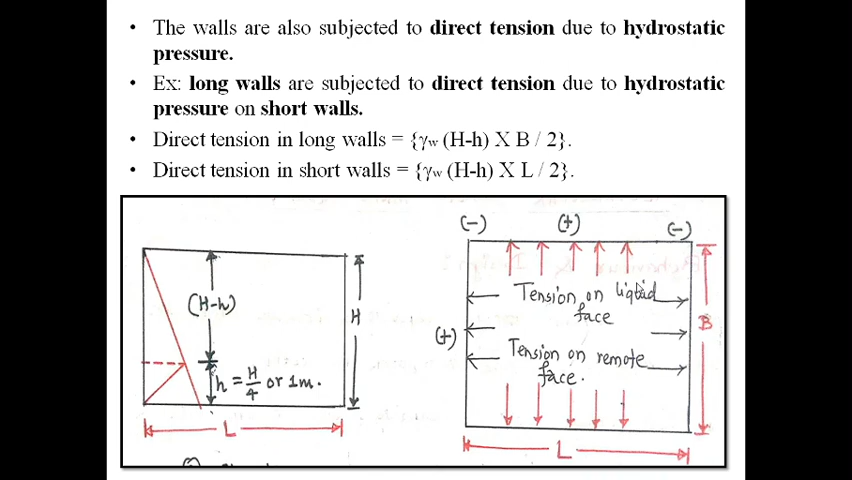 • The walls are also subjected to direct tension due to hydrostatic
pressure.
• Ex: long walls are subjected to direct tension due to hydrostatic
pressure on short walls.
• Direct tension in long walls = {γw (H-h) X B / 2}.
• Direct tension in short walls = {γw (H-h) X L / 2}.
(H-h)
H
h = H/4 or 1m.
L
(-) (+) (-)
Tension on liquid
face
(+)
B
Tension on remote
face.
L